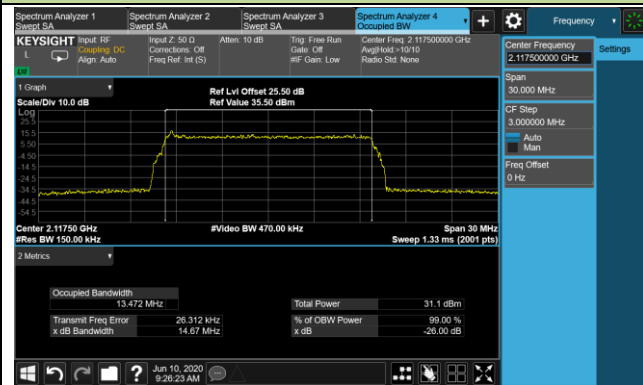 Spectrum Analyzer 1
Swept SA
Spectrum Analyzer 2
Swept SA
Spectrum Analyzer 3
Swept SA
Spectrum Analyzer 4
Occupied BW
Frequency
KEYSIGHT
L
Input: RF
Coupling: DC
Align: Auto
Input Z: 50 Ω
Corrections: Off
Freq Ref: Int (S)
Atten: 10 dB
Trig: Free Run
Gate: Off
#IF Gain: Low
Center Freq: 2.117500000 GHz
Avg|Hold:>10/10
Radio Std: None
Center Frequency
2.117500000 GHz
Settings
Span
30.000 MHz
CF Step
3.000000 MHz
Auto
Man
Freq Offset
0 Hz
1 Graph
Scale/Div 10.0 dB
Ref Lvl Offset 25.50 dB
Ref Value 35.50 dBm
Log
25.5
15.5
5.50
-4.50
-14.5
-24.5
-34.5
-44.5
-54.5
Center 2.11750 GHz
#Res BW 150.00 kHz
#Video BW 470.00 kHz
Span 30 MHz
Sweep 1.33 ms (2001 pts)
2 Metrics
Occupied Bandwidth
13.472 MHz
Total Power 31.1 dBm
Transmit Freq Error 26.312 kHz
% of OBW Power 99.00 %
x dB Bandwidth 14.67 MHz
x dB -26.00 dB
?
Jun 10, 2020
9:26:23 AM